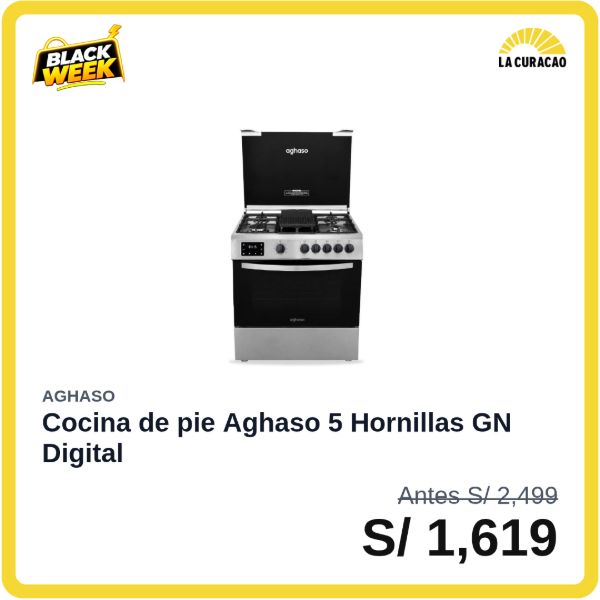 BLACK
WEEK
LA CURACAO
aghaso
aghaso
AGHASO
Cocina de pie Aghaso 5 Hornillas GN
Digital
Antes S/ 2,499
S/ 1,619